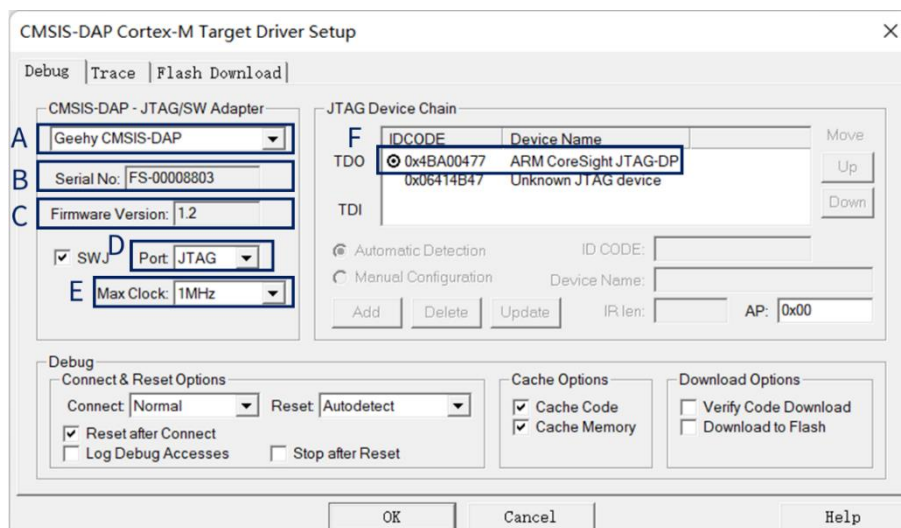 CMSIS-DAP Cortex-M Target Driver Setup
Debug Trace Flash Download
CMSIS-DAP - JTAG/SW Adapter
A
Geehy CMSIS-DAP
B
Serial No: FS-00008803
C
Firmware Version: 1.2
D
SWJ Port: JTAG
E
Max Clock: 1MHz
JTAG Device Chain
F
IDCODE Device Name
TDO 0x4BA00477 ARM CoreSight JTAG-DP
0x06414B47 Unknown JTAG device
TDI
Move
Up
Down
Automatic Detection ID CODE:
Manual Configuration Device Name:
Add Delete Update IR len: AP: 0x00
Debug
Connect & Reset Options
Connect: Normal Reset: Autodetect
Reset after Connect
Log Debug Accesses Stop after Reset
Cache Options
Cache Code
Cache Memory
Download Options
Verify Code Download
Download to Flash
OK Cancel Help